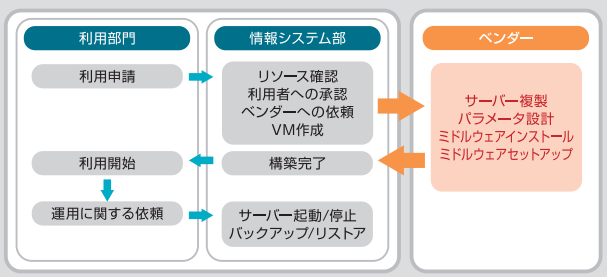 利用部門
情報システム部
ベンダー
利用申請
リソース確認
利用者への承認
ベンダーへの依頼
VM作成
サーバー複製
パラメータ設計
ミドルウェアインストール
ミドルウェアセットアップ
利用開始
構築完了
運用に関する依頼
サーバー起動/停止
バックアップ/リストア